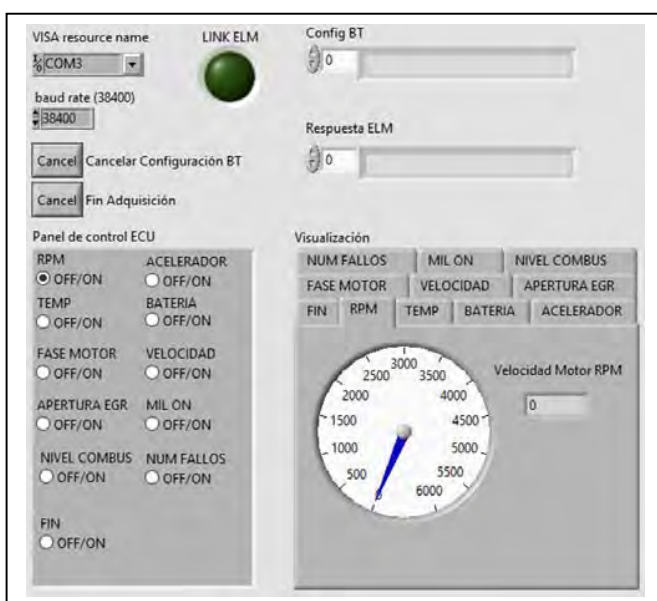 VISA resource name
COM3
LINK ELM
Config BT
0
baud rate (38400)
38400
Respuesta ELM
0
Cancel Cancelar Configuración BT
Cancel Fin Adquisición
Panel de control ECU
RPM ACELERADOR
OFF/ON OFF/ON
TEMP BATERIA
OFF/ON OFF/ON
FASE MOTOR VELOCIDAD
OFF/ON OFF/ON
APERTURA EGR MIL ON
OFF/ON OFF/ON
NIVEL COMBUS NUM FALLOS
OFF/ON OFF/ON
FIN
OFF/ON
Visualización
NUM FALLOS MIL ON NIVEL COMBUS
FASE MOTOR VELOCIDAD APERTURA EGR
FIN RPM TEMP BATERIA ACELERADOR
0
500
1000
1500
2000
2500
3000
3500
4000
4500
5000
5500
6000
Velocidad Motor RPM
0